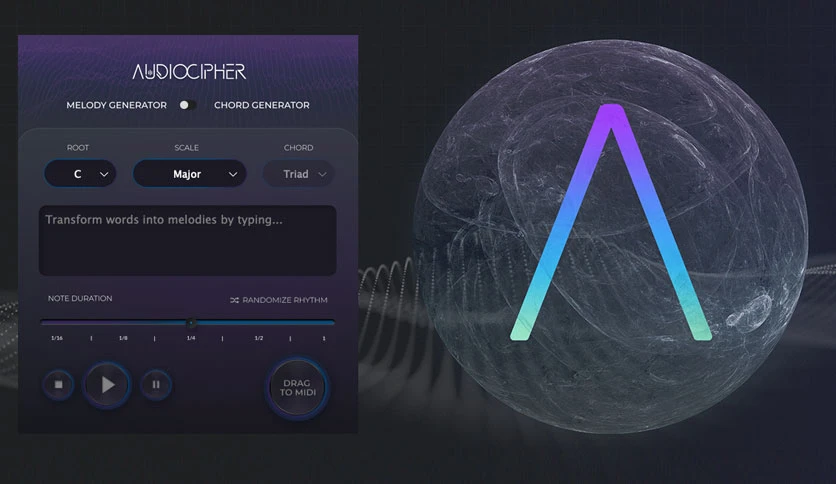 AUDIOCIPHER
MELODY GENERATOR CHORD GENERATOR
ROOT SCALE CHORD
C Major Triad
Transform words into melodies by typing...
NOTE DURATION RANDOMIZE RHYTHM
1/16 | 1/8 | 1/4 | 1/2 | 1
DRAG
TO MIDI